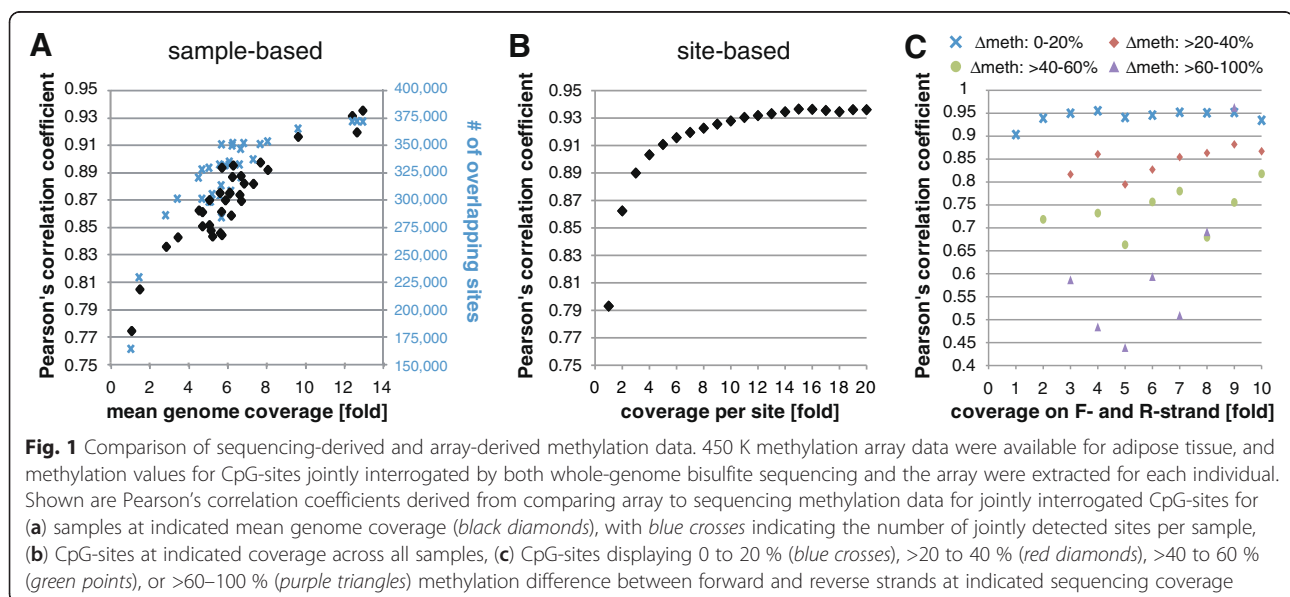 A sample-based
Pearson's correlation coefficient
0.95
0.93
0.91
0.89
0.87
0.85
0.83
0.81
0.79
0.77
0.75
400,000
375,000
350,000
325,000
300,000
275,000
250,000
225,000
200,000
175,000
150,000
# of overlapping sites
0 2 4 6 8 10 12 14
mean genome coverage [fold]
B site-based
Pearson's correlation coefficient
0.95
0.93
0.91
0.89
0.87
0.85
0.83
0.81
0.79
0.77
0.75
0 2 4 6 8 10 12 14 16 18 20
coverage per site [fold]
C
Δmeth: 0-20% Δmeth: >20-40%
Δmeth: >40-60% Δmeth: >60-100%
Pearson's correlation coefficient
1
0.95
0.9
0.85
0.8
0.75
0.7
0.65
0.6
0.55
0.5
0.45
0.4
0 1 2 3 4 5 6 7 8 9 10
coverage on F- and R-strand [fold]
Fig. 1 Comparison of sequencing-derived and array-derived methylation data. 450 K methylation array data were available for adipose tissue, and
methylation values for CpG-sites jointly interrogated by both whole-genome bisulfite sequencing and the array were extracted for each individual.
Shown are Pearson's correlation coefficients derived from comparing array to sequencing methylation data for jointly interrogated CpG-sites for
(a) samples at indicated mean genome coverage (black diamonds), with blue crosses indicating the number of jointly detected sites per sample,
(b) CpG-sites at indicated coverage across all samples, (c) CpG-sites displaying 0 to 20 % (blue crosses), >20 to 40 % (red diamonds), >40 to 60 %
(green points), or >60–100 % (purple triangles) methylation difference between forward and reverse strands at indicated sequencing coverage